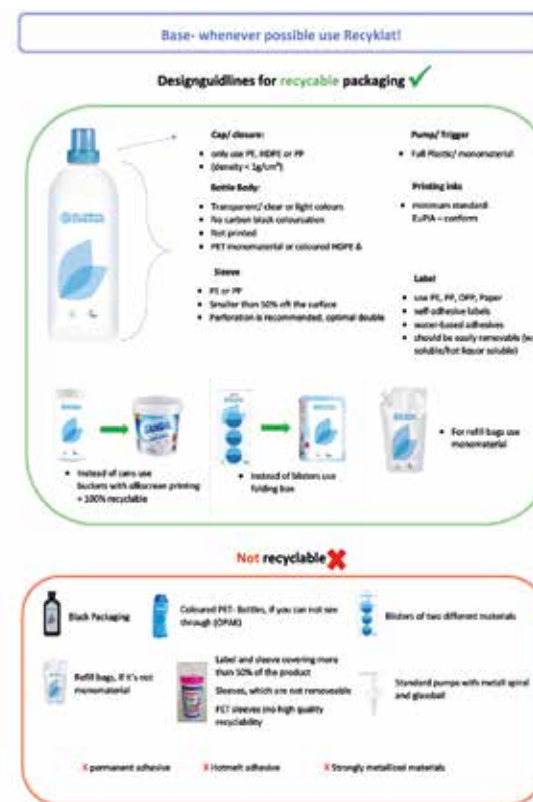 Base- whenever possible use Recyklat!
Designguidlines for recycable packaging
Cap/ closure:
only use PE, HDPE or PP
(density < 1g/cm³)
Bottle Body:
Transparent/ clear or light colours
No carbon black colouration
Not printed
PET monomaterial or coloured HDPE &
Sleeve
PE or PP
Smaller than 50% oft the surface
Perforation is recommended, optimal double
Pump/ Trigger
Full Plastic/ monomaterial
Printing inks
minimum standard:
EuPIA – conform
Label
use PE, PP, OPP, Paper
self-adhesive labels
water-based adhesives
should be easily removable
soluble/hot liquor soluble)
Instead of cans use
buckets with silkscreen printing
= 100% recyclable
Instead of blisters use
folding box
For refill bags use
monomaterial
Not recyclable
Black Packaging
Coloured PET- Bottles, if you can not see
through (OPAK)
Blisters of two different materials
Refill bags, if it's not
monomaterial
Label and sleeve covering more
than 50% of the product
Sleeves, which are not removeable
PET sleeves (no high quality
recyclability
Standard pumps with metall spiral
and glassball
X permanent adhesive
X Hotmelt adhesive
X Strongly metallized materials